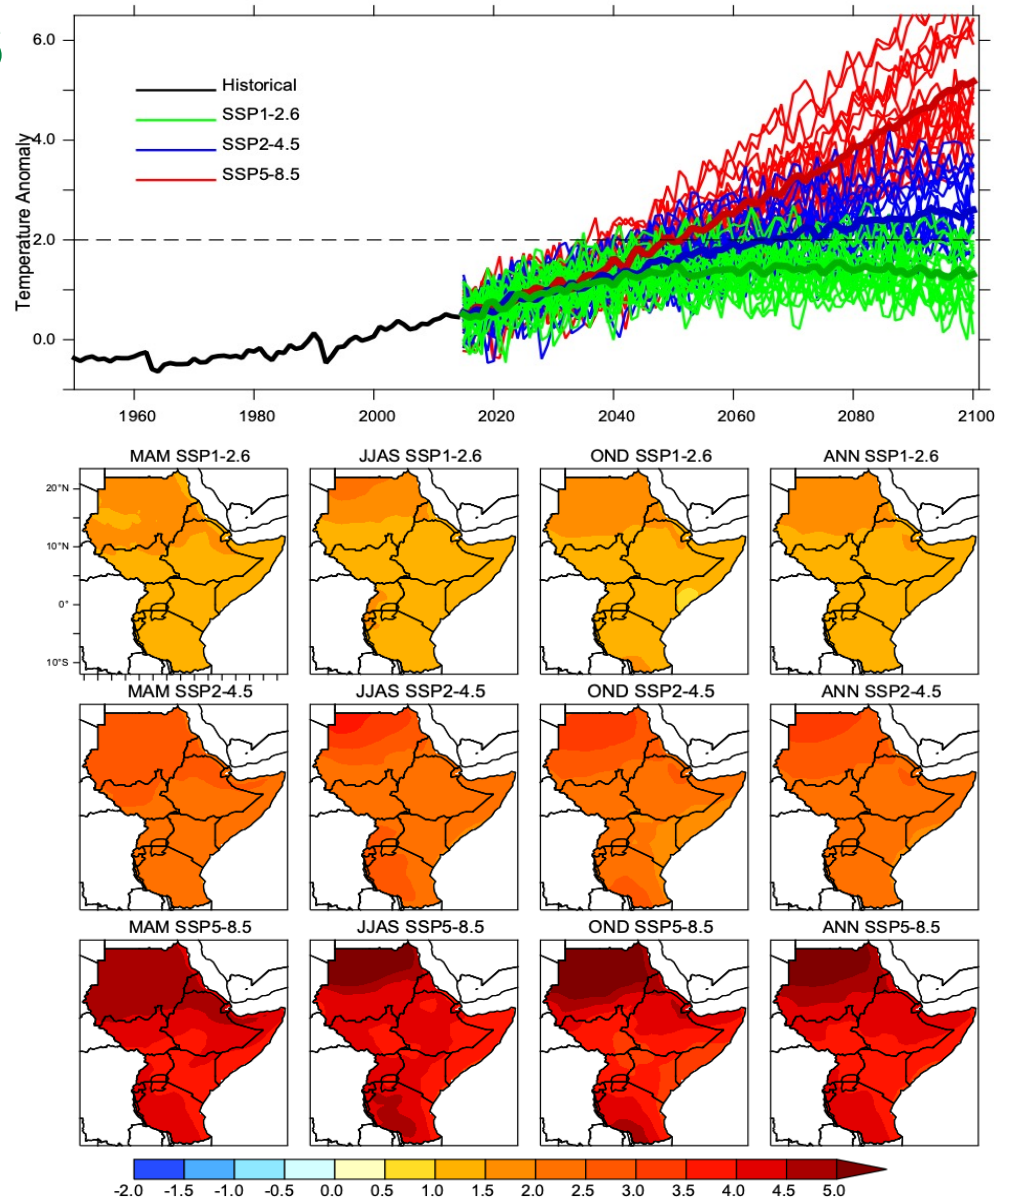 6.0
4.0
2.0
0.0
Temperature Anomaly
Historical
SSP1-2.6
SSP2-4.5
SSP5-8.5
1960 1980 2000 2020 2040 2060 2080 2100
MAM SSP1-2.6 JJAS SSP1-2.6 OND SSP1-2.6 ANN SSP1-2.6
20°N
10°N
0°
10°S
MAM SSP2-4.5 JJAS SSP2-4.5 OND SSP2-4.5 ANN SSP2-4.5
MAM SSP5-8.5 JJAS SSP5-8.5 OND SSP5-8.5 ANN SSP5-8.5
-2.0 -1.5 -1.0 -0.5 0.0 0.5 1.0 1.5 2.0 2.5 3.0 3.5 4.0 4.5 5.0